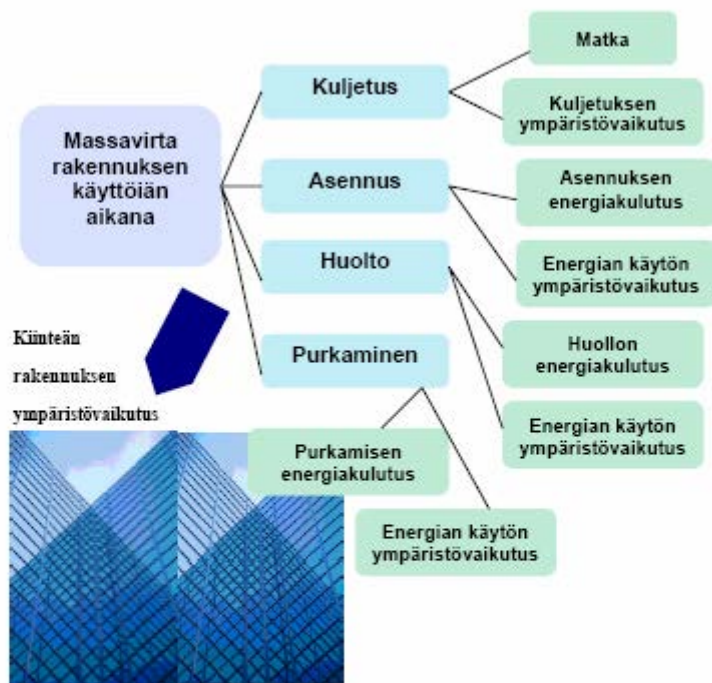 Massavirta
rakennuksen
käyttöiän
aikana
Kuljetus
Matka
Kuljetuksen
ympäristövaikutus
Asennus
Asennuksen
energiakulutus
Energian käytön
ympäristövaikutus
Huolto
Huollon
energiakulutus
Energian käytön
ympäristövaikutus
Purkaminen
Purkamisen
energiakulutus
Energian käytön
ympäristövaikutus
Kiinteän
rakennuksen
ympäristövaikutus